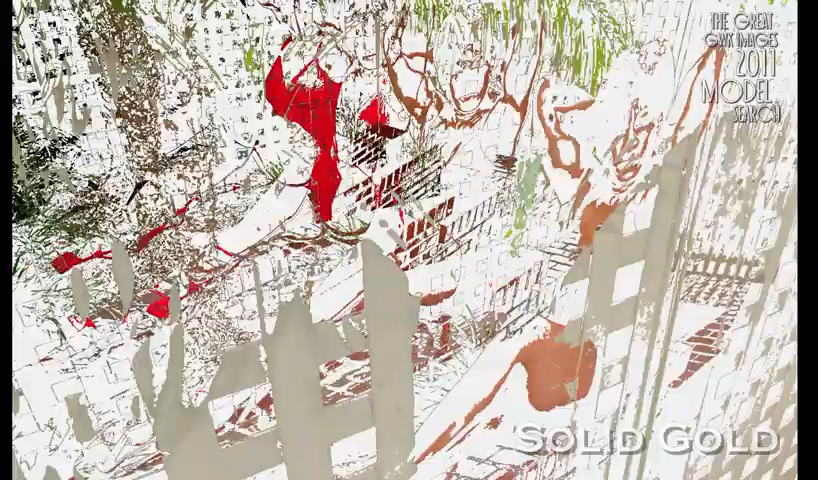 THE GREAT
GWK IMAGES
2011
MODEL
SEARCH
SOLID GOLD